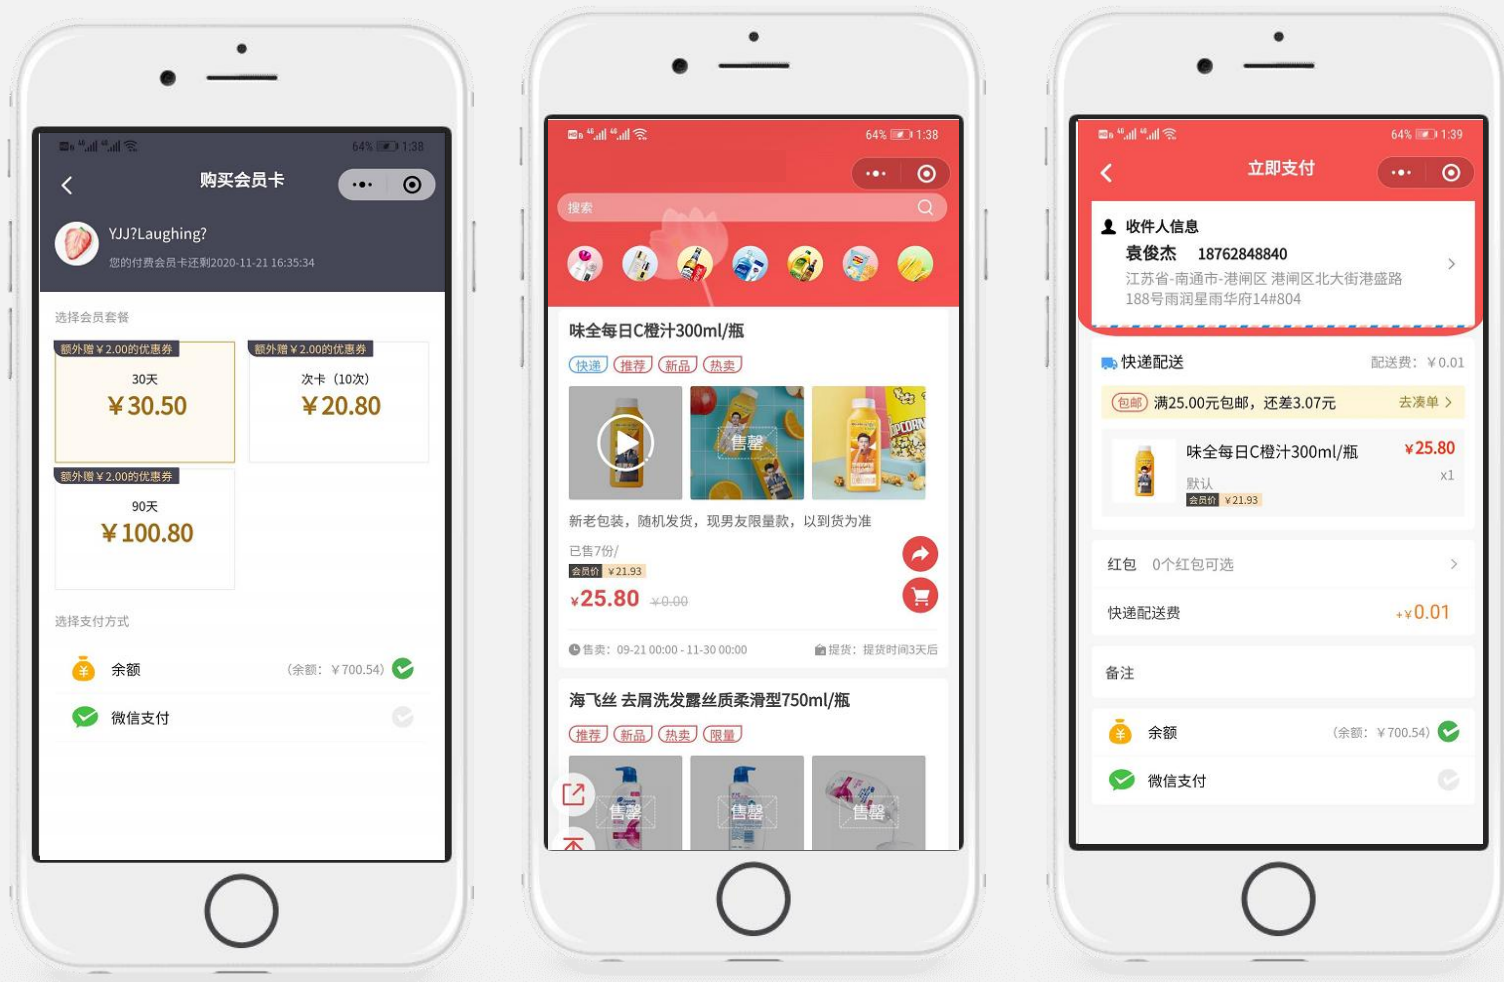 64% 1:38
购买会员卡
YJJ?Laughing?
您的付费会员卡还剩2020-11-21 16:35:34
选择会员套餐
额外赠￥2.00的优惠券
30天
￥30.50
额外赠￥2.00的优惠券
次卡（10次）
￥20.80
额外赠￥2.00的优惠券
90天
￥100.80
选择支付方式
余额 （余额：￥700.54）
微信支付
64% 1:38
搜索
味全每日C橙汁300ml/瓶
快递 推荐 新品 热卖
售罄
新老包装，随机发货，现男友限量款，以到货为准
已售7份/
会员价 ￥21.93
￥25.80 ￥0.00
售卖：09-21 00:00 - 11-30 00:00 提货：提货时间3天后
海飞丝 去屑洗发露丝质柔滑型750ml/瓶
推荐 新品 热卖 限量
售罄 售罄 售罄
64% 1:39
立即支付
收件人信息
袁俊杰 18762848840
江苏省-南通市-港闸区 港闸区北大街港盛路
188号雨润星雨华府14#804
快递配送 配送费：￥0.01
包邮 满25.00元包邮，还差3.07元 去凑单
味全每日C橙汁300ml/瓶 ￥25.80
默认 x1
会员价 ￥21.93
红包 0个红包可选
快递配送费 +￥0.01
备注
余额 （余额：￥700.54）
微信支付